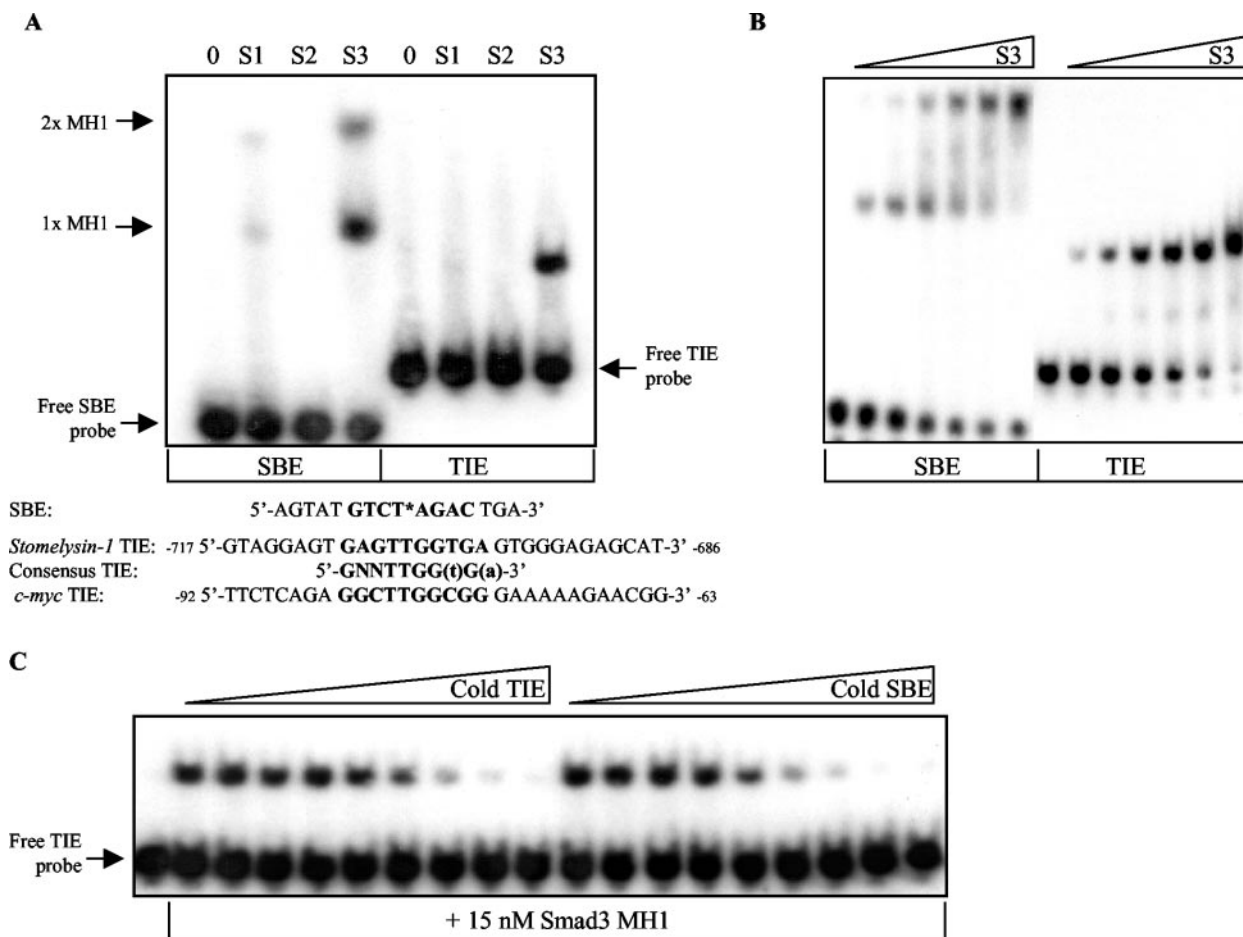 A
B
0 S1 S2 S3 0 S1 S2 S3
S3 S3
2x MH1
1x MH1
Free TIE
probe
Free SBE
probe
SBE TIE
SBE TIE
SBE: 5’-AGTAT GTCT*AGAC TGA-3’
Stomelysin-1 TIE: -717 5’-GTAGGAGT GAGTTGGTGA GTGGGAGAGCAT-3’ -686
Consensus TIE: 5’-GNNTTGG(t)G(a)-3’
c-myc TIE: -92 5’-TTCTCAGA GGCTTGGCGG GAAAAAGAACGG-3’ -63
C
Cold TIE Cold SBE
Free TIE
probe
+ 15 nM Smad3 MH1